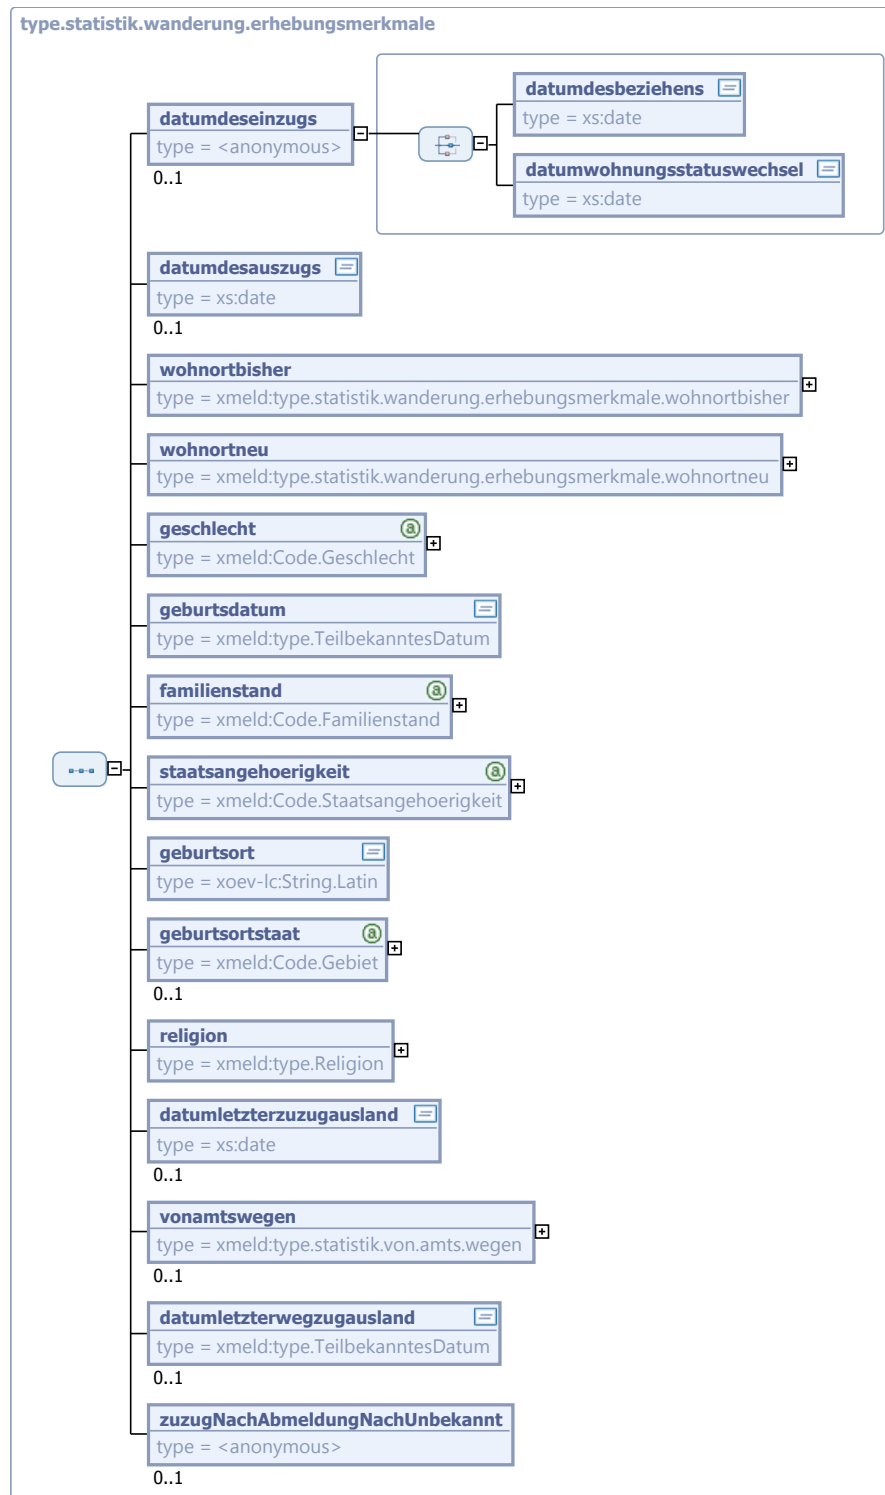 type.statistik.wanderung.erhebungsmerkmale
datumdeseinzugs
type = <anonymous>
0..1
datumdesbeziehens
type = xs:date
datumwohnungsstatuswechsel
type = xs:date
datumdesauszugs
type = xs:date
0..1
wohnortbisher
type = xmeld:type.statistik.wanderung.erhebungsmerkmale.wohnortbisher
wohnortneu
type = xmeld:type.statistik.wanderung.erhebungsmerkmale.wohnortneu
geschlecht
type = xmeld:Code.Geschlecht
geburtsdatum
type = xmeld:type.TeilbekanntesDatum
familienstand
type = xmeld:Code.Familienstand
staatsangehoerigkeit
type = xmeld:Code.Staatsangehoerigkeit
geburtsort
type = xoev-lc:String.Latin
geburtsortstaat
type = xmeld:Code.Gebiet
0..1
religion
type = xmeld:type.Religion
datumletzterzuzugausland
type = xs:date
0..1
vonamtswegen
type = xmeld:type.statistik.von.amts.wegen
0..1
datumletzterwegzugausland
type = xmeld:type.TeilbekanntesDatum
0..1
zuzugNachAbmeldungNachUnbekannt
type = <anonymous>
0..1